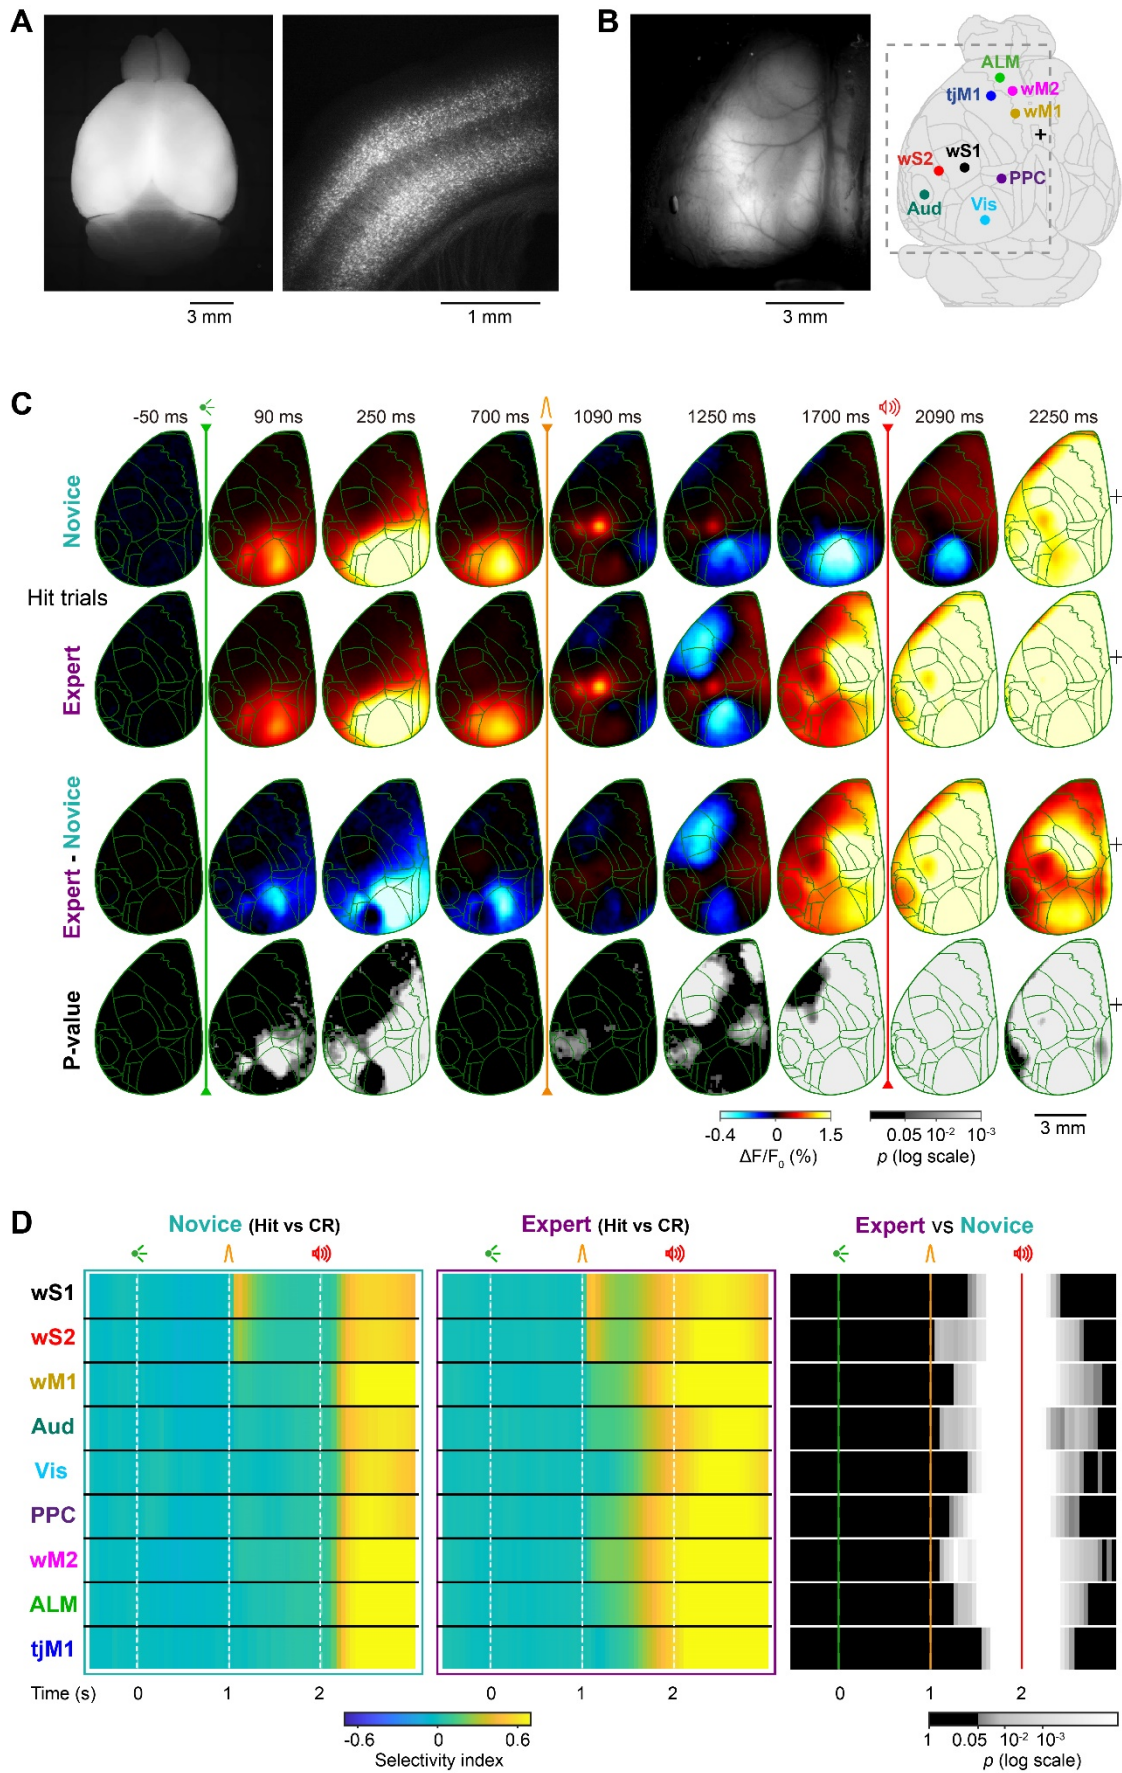 A
B
ALM
wM2
tjM1
wM1
+
wS1
wS2
PPC
Aud
Vis
3 mm
1 mm
3 mm
C
-50 ms 90 ms 250 ms 700 ms 1090 ms 1250 ms 1700 ms 2090 ms 2250 ms
Novice
+
Hit trials
Expert
+
Expert - Novice
+
P-value
+
-0.4 0 1.5
ΔF/F0 (%)
0.05 10-2 10-3
p (log scale)
3 mm
D
Novice (Hit vs CR)
Expert (Hit vs CR)
Expert vs Novice
wS1
wS2
wM1
Aud
Vis
PPC
wM2
ALM
tjM1
Time (s) 0 1 2 0 1 2 0 1 2
-0.6 0 0.6
Selectivity index
1 0.05 10-2 10-3
p (log scale)